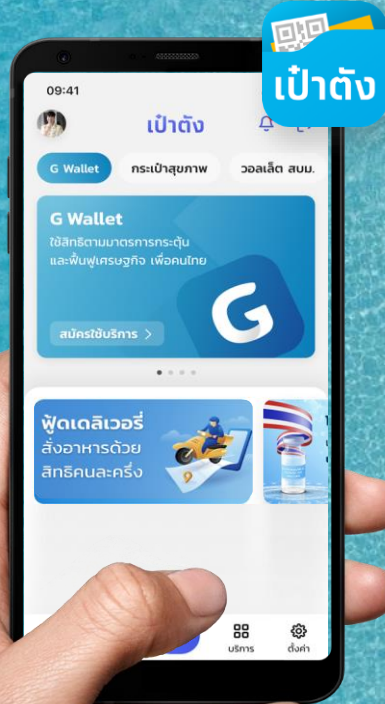 เป๋าตัง
09:41
เป๋าตัง
G Wallet
กระเป๋าสุขภาพ
วอลเล็ต สบม.
G Wallet
ใช้สิทธิตามมาตรการกระตุ้น
และฟื้นฟูเศรษฐกิจ เพื่อคนไทย
สมัครใช้บริการ >
G
ฟู้ดเดลิเวอรี่
สั่งอาหารด้วย
สิทธิคนละครึ่ง
บริการ
ตั้งค่า